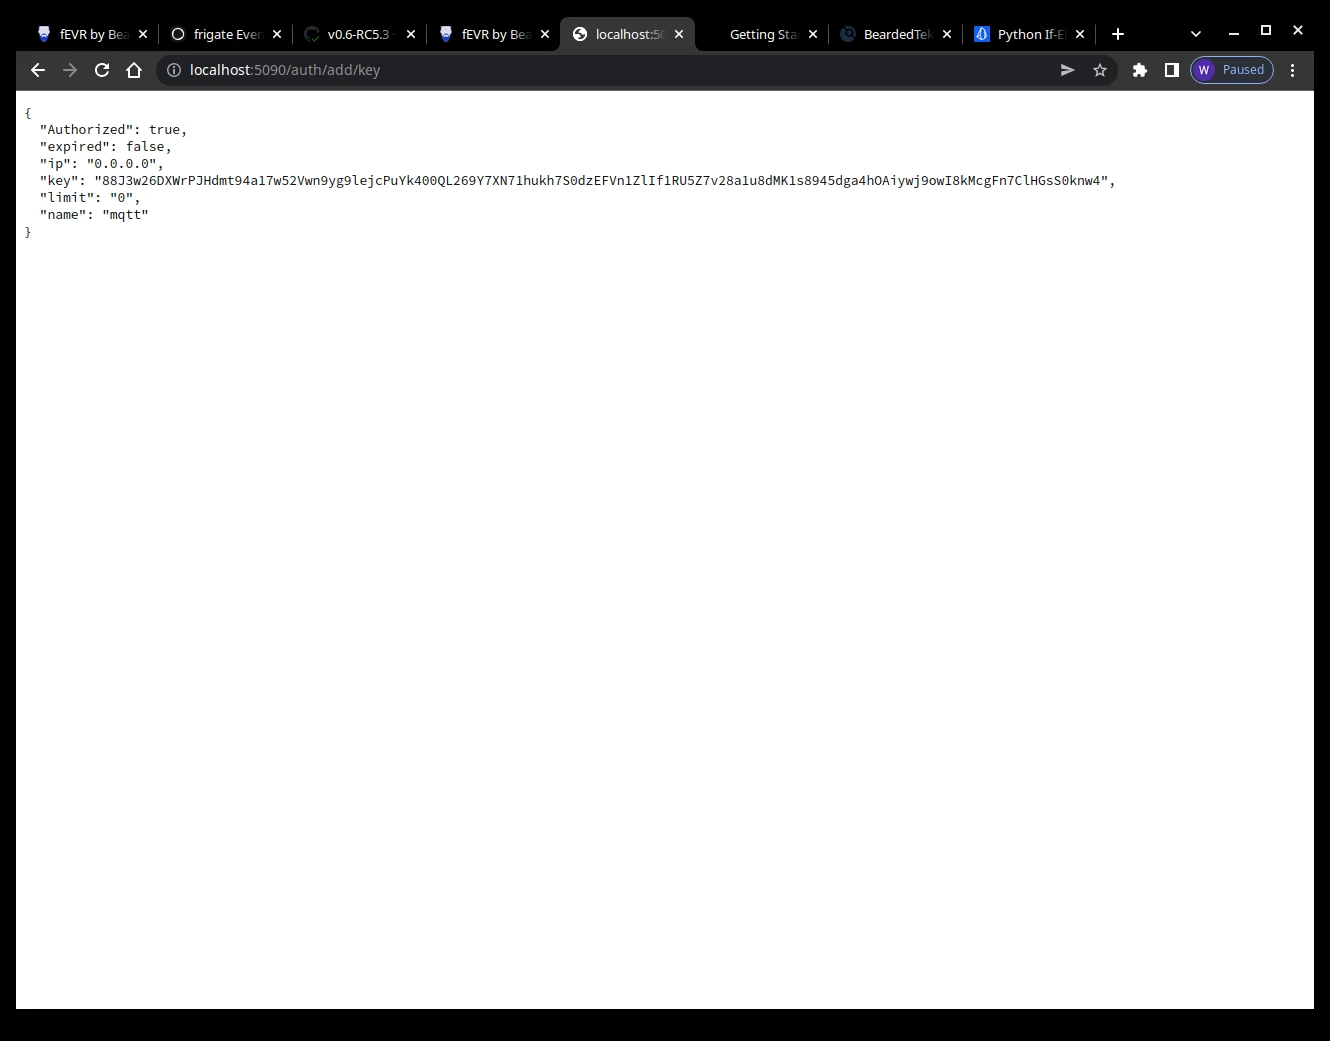 fEVR by Bea
frigate Even
v0.6-RC5.3
fEVR by Bea
localhost:50
Getting Sta
BeardedTek
Python If-El
localhost:5090/auth/add/key
W Paused
{
"Authorized": true,
"expired": false,
"ip": "0.0.0.0",
"key": "88J3w26DXWrPJHdmt94a17w52Vwn9yg9lejcPuYk400QL269Y7XN71hukh7S0dzEFVn1ZlIf1RU5Z7v28a1u8dMK1s8945dga4hOAiywj9owI8kMcgFn7ClHGsS0knw4",
"limit": "0",
"name": "mqtt"
}